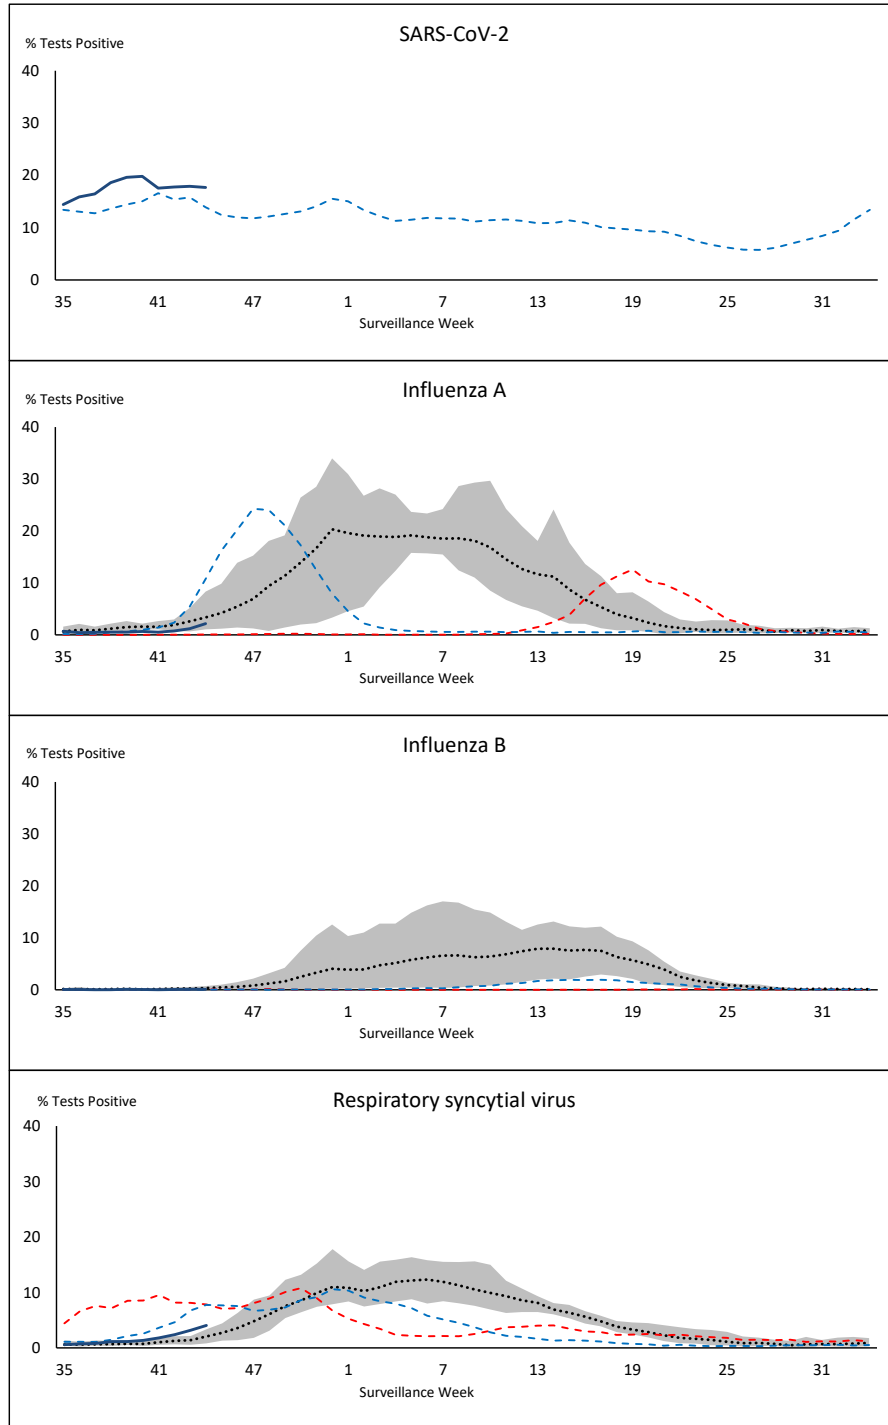 SARS-CoV-2
% Tests Positive
40
30
20
10
0
35 41 47 1 7 13 19 25 31
Surveillance Week
Influenza A
% Tests Positive
40
30
20
10
0
35 41 47 1 7 13 19 25 31
Surveillance Week
Influenza B
% Tests Positive
40
30
20
10
0
35 41 47 1 7 13 19 25 31
Surveillance Week
Respiratory syncytial virus
% Tests Positive
40
30
20
10
0
35 41 47 1 7 13 19 25 31
Surveillance Week